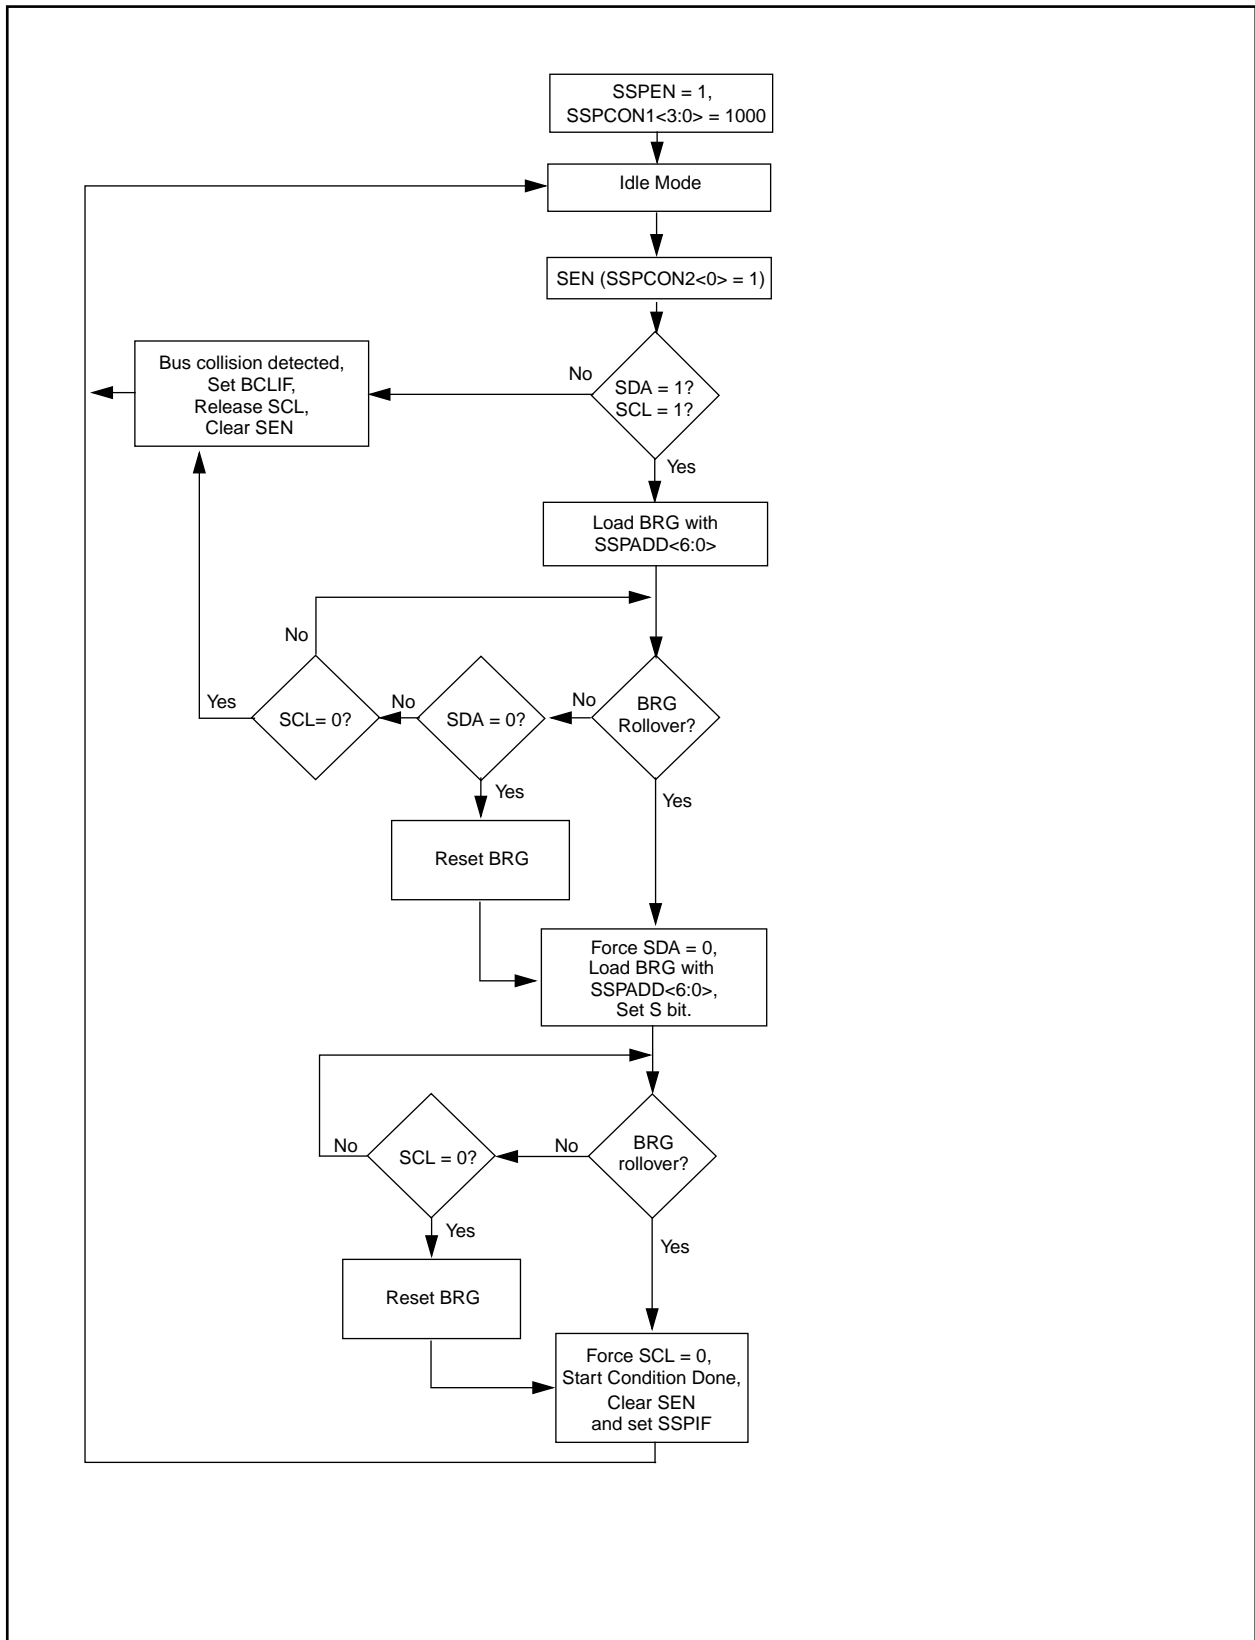 SSPEN = 1,
SSPCON1<3:0> = 1000
Idle Mode
SEN (SSPCON2<0> = 1)
Bus collision detected,
Set BCLIF,
Release SCL,
Clear SEN
No
SDA = 1?
SCL = 1?
Yes
Load BRG with
SSPADD<6:0>
No
Yes
SCL= 0?
No
SDA = 0?
No
BRG
Rollover?
Yes
Yes
Reset BRG
Force SDA = 0,
Load BRG with
SSPADD<6:0>,
Set S bit.
No
SCL = 0?
No
BRG
rollover?
Yes
Yes
Reset BRG
Force SCL = 0,
Start Condition Done,
Clear SEN
and set SSPIF